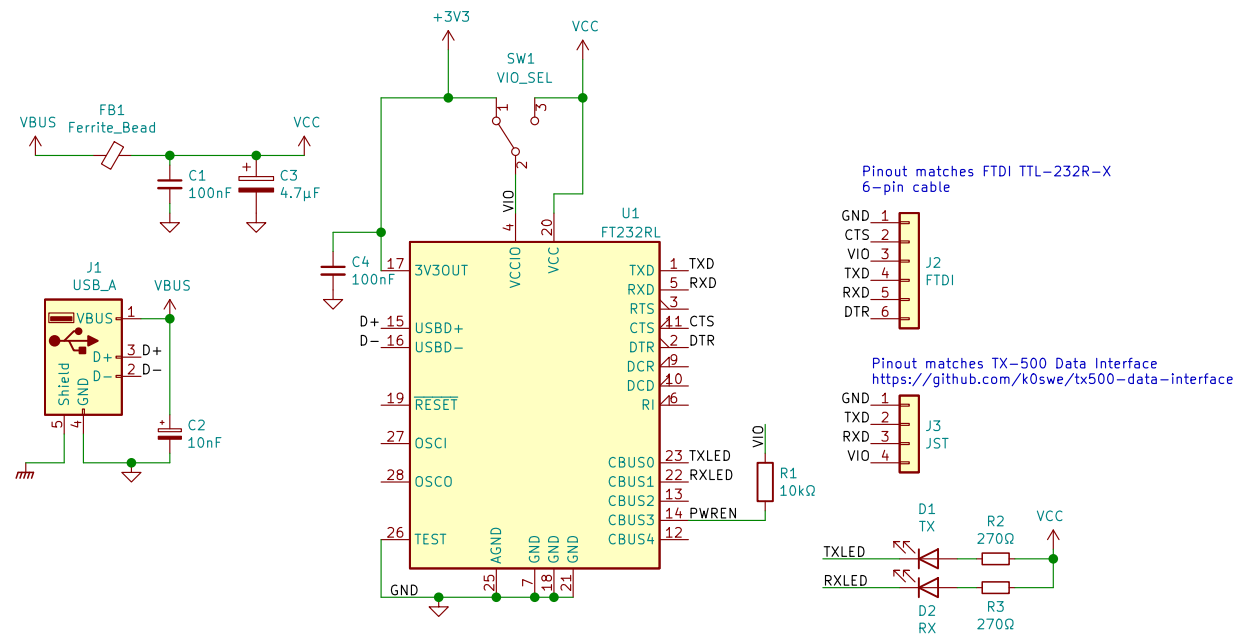 +3V3
VCC
SW1
VIO_SEL
1
3
2
VIO
VBUS
FB1
Ferrite_Bead
VCC
C1
100nF
+
C3
4.7µF
J1
USB_A
VBUS
VBUS
1
D+
3
D+
D-
2
D-
Shield
GND
5
4
+
C2
10nF
C4
100nF
U1
FT232RL
4
20
VCCIO
VCC
17
3V3OUT
D+
15
USBD+
D-
16
USBD-
19
RESET
27
OSCI
28
OSCO
26
TEST
TXD
1
TXD
RXD
5
RXD
RTS
3
CTS
11
CTS
DTR
2
DTR
DCR
9
DCD
10
RI
6
CBUS0
23
TXLED
CBUS1
22
RXLED
CBUS2
13
CBUS3
14
PWREN
CBUS4
12
AGND
GND
GND
GND
25
7
18
21
GND
VIO
R1
10kΩ
Pinout matches FTDI TTL-232R-X
6-pin cable
GND
1
CTS
2
VIO
3
TXD
4
RXD
5
DTR
6
J2
FTDI
Pinout matches TX-500 Data Interface
https://github.com/k0swe/tx500-data-interface
GND
1
TXD
2
RXD
3
VIO
4
J3
JST
D1
TX
R2
270Ω
VCC
TXLED
RXLED
D2
RX
R3
270Ω